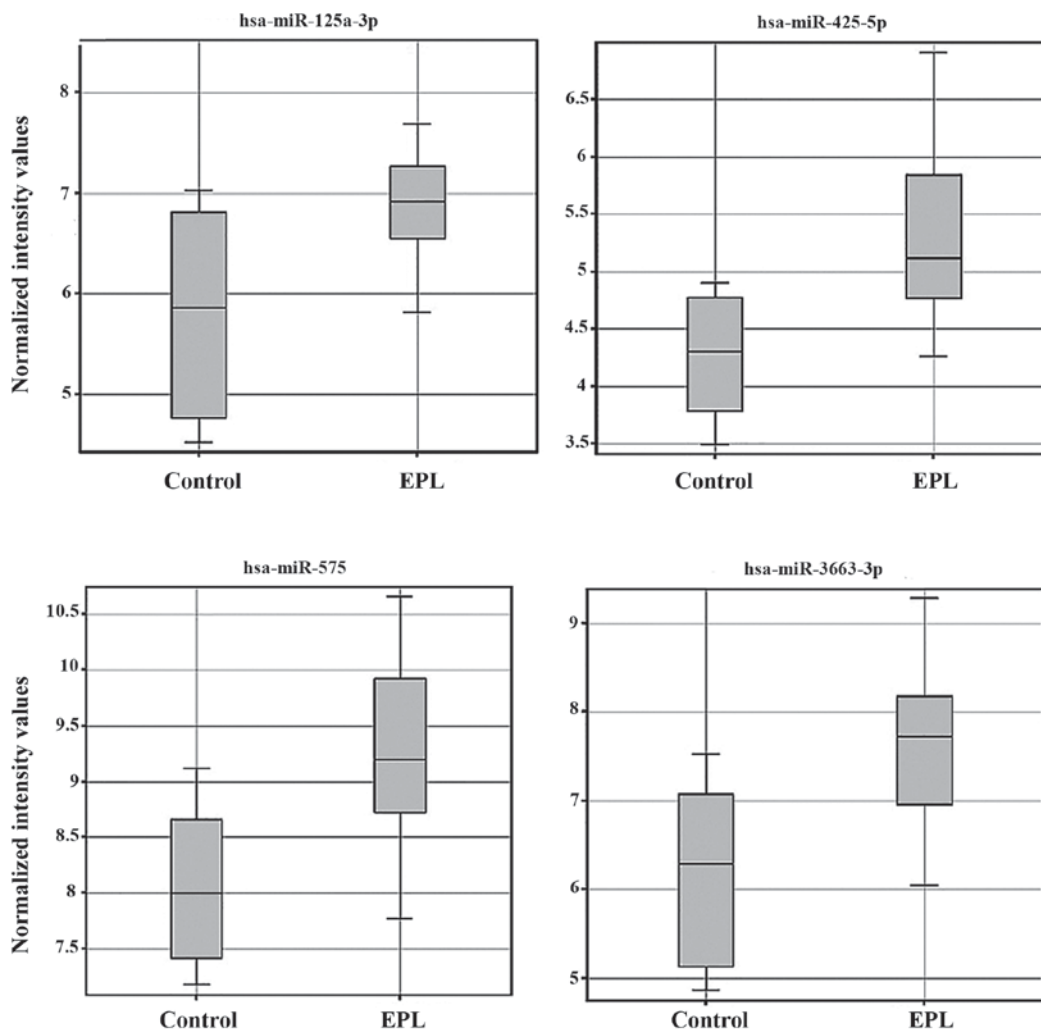 hsa-miR-125a-3p
Normalized intensity values
8
7
6
5
Control EPL
hsa-miR-425-5p
6.5
6
5.5
5
4.5
4
3.5
Control EPL
hsa-miR-575
Normalized intensity values
10.5
10
9.5
9
8.5
8
7.5
Control EPL
hsa-miR-3663-3p
9
8
7
6
5
Control EPL